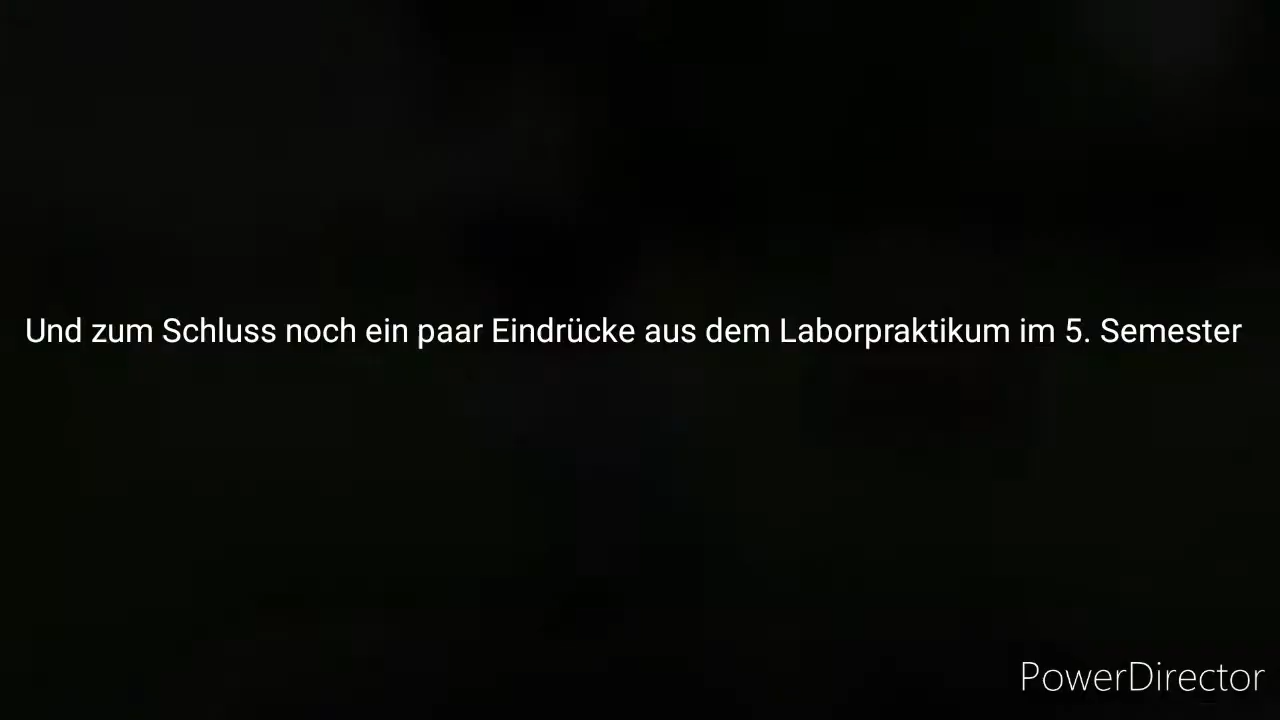 Und zum Schluss noch ein paar Eindrücke aus dem Laborpraktikum im 5. Semester
PowerDirector